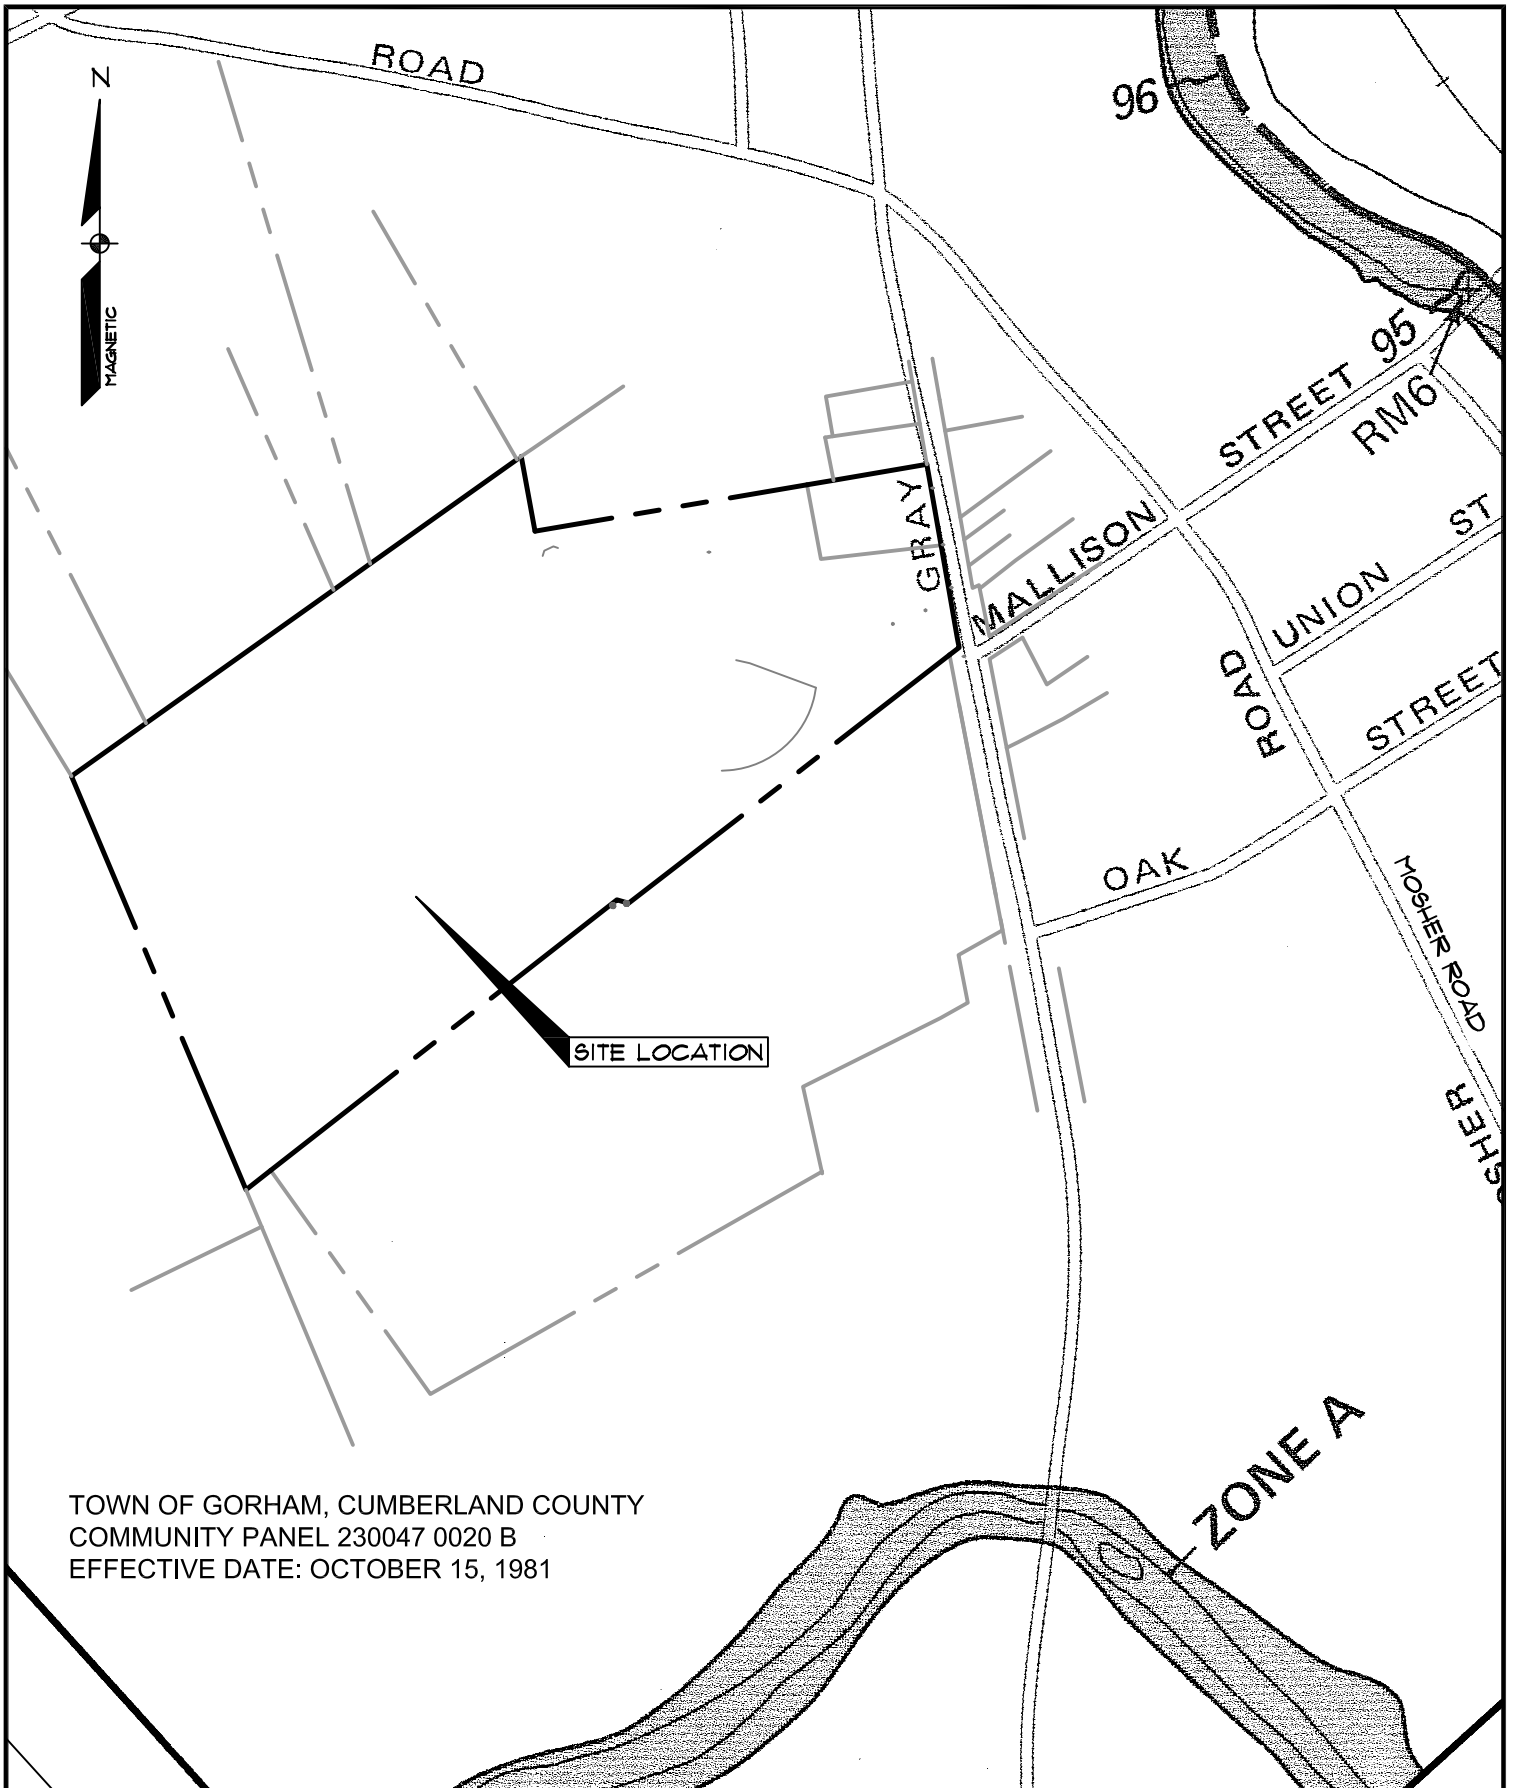 ROAD
N
96
MAGNETIC
STREET 95
RM6
GRAY
MALLISON
UNION ST
ROAD
STREET
OAK
MOSHER ROAD
SITE LOCATION
ZONE A
TOWN OF GORHAM, CUMBERLAND COUNTY
COMMUNITY PANEL 230047 0020 B
EFFECTIVE DATE: OCTOBER 15, 1981